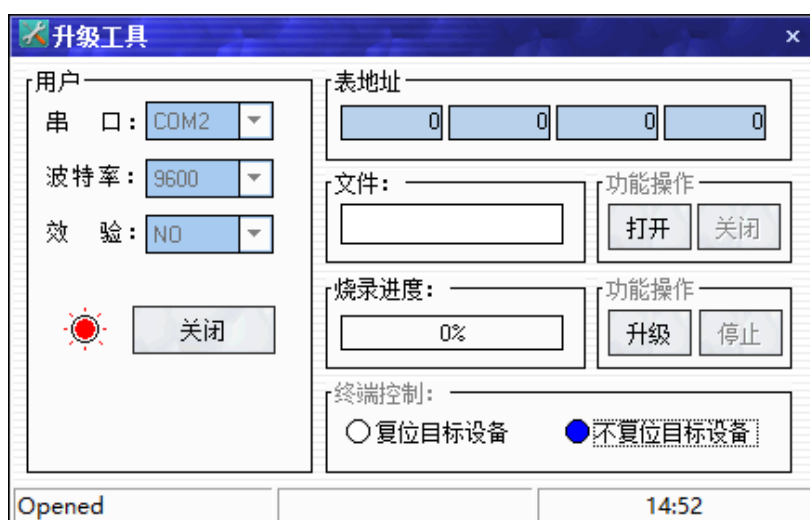 升级工具
用户
串 口： COM2
波特率： 9600
效 验： NO
关闭
表地址
0 0 0 0
文件：
功能操作
打开 关闭
烧录进度：
0%
功能操作
升级 停止
终端控制：
复位目标设备 不复位目标设备
Opened 14:52